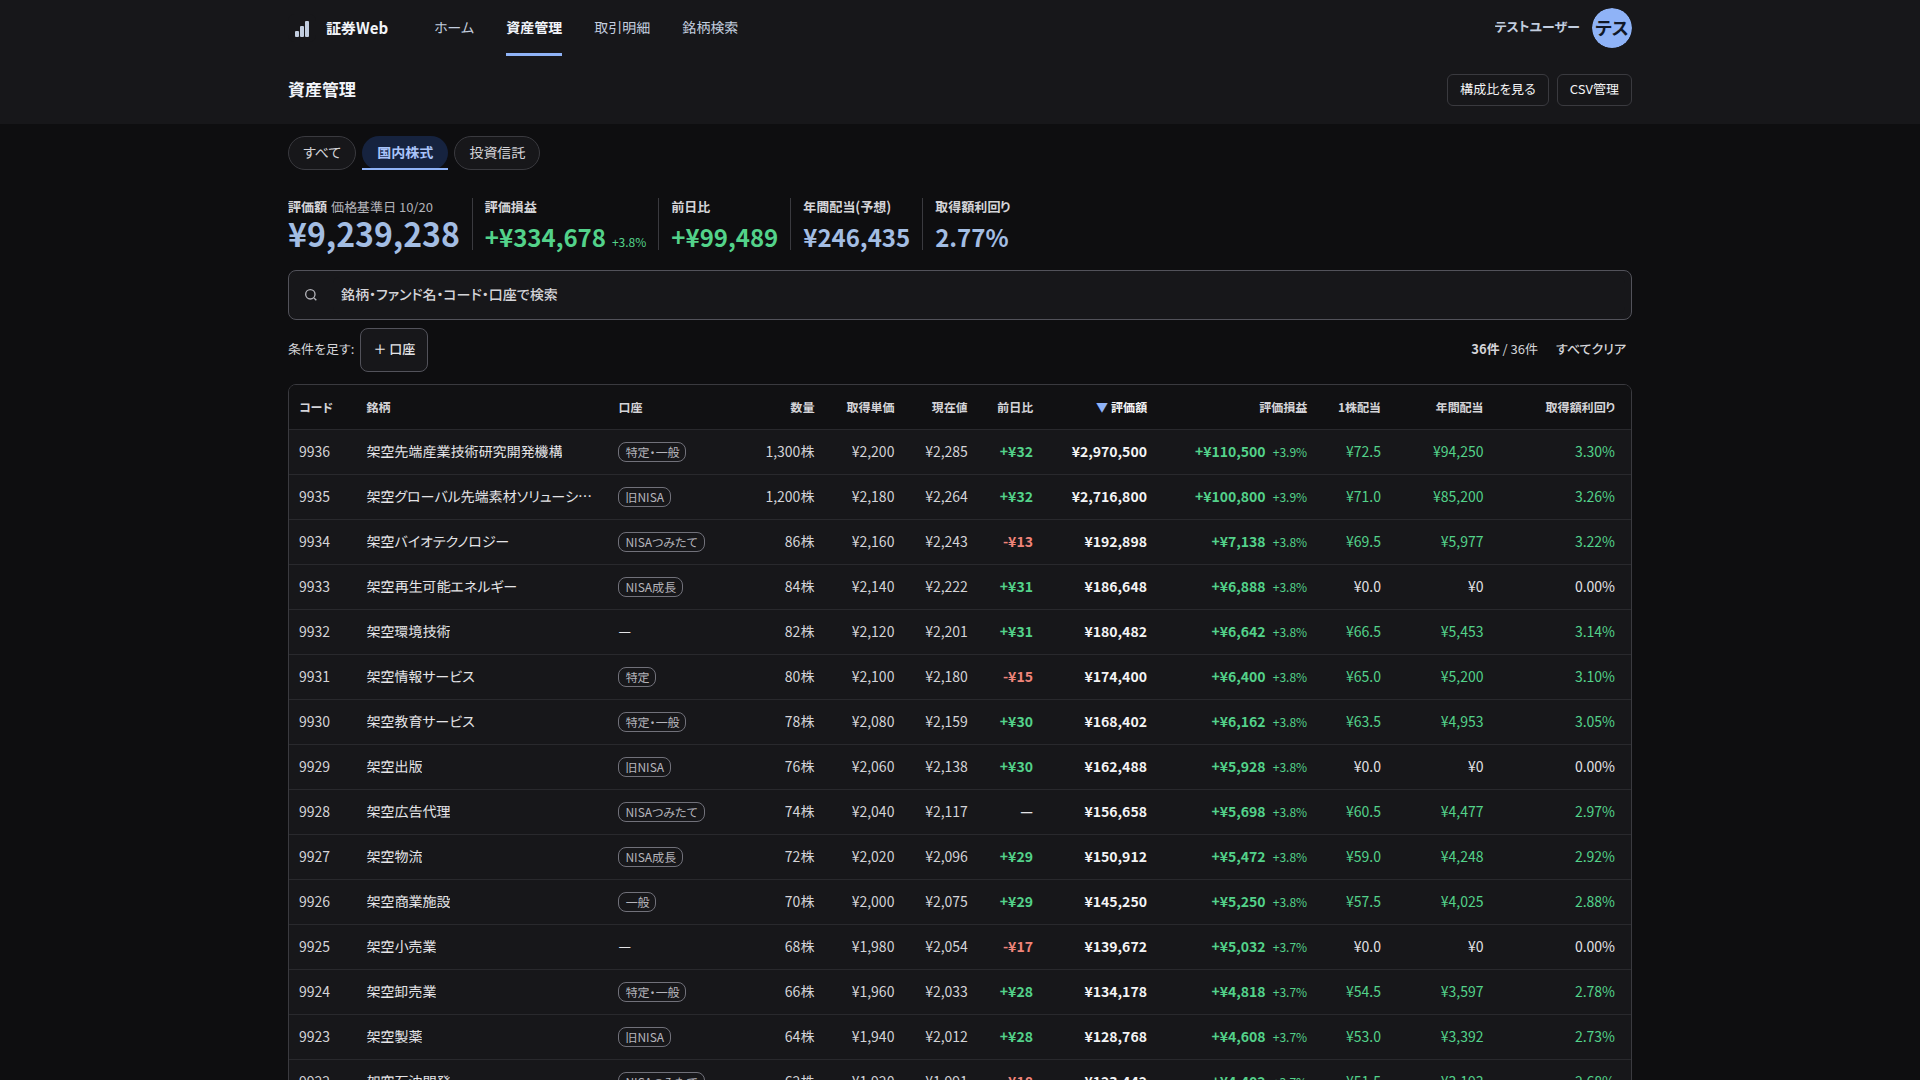 証券Web ホーム 資産管理 取引明細 銘柄検索 テストユーザー テス
資産管理 構成比を見る CSV管理
すべて 国内株式 投資信託
評価額 価格基準日 10/20 評価損益 前日比 年間配当(予想) 取得額利回り
¥9,239,238 +¥334,678 +3.8% +¥99,489 ¥246,435 2.77%
銘柄・ファンド名・コード・口座で検索
条件を足す: ＋ 口座 36件 / 36件 すべてクリア
コード 銘柄 口座 数量 取得単価 現在値 前日比 ▼ 評価額 評価損益 1株配当 年間配当 取得額利回り
9936 架空先端産業技術研究開発機構 特定・一般 1,300株 ¥2,200 ¥2,285 +¥32 ¥2,970,500 +¥110,500 +3.9% ¥72.5 ¥94,250 3.30%
9935 架空グローバル先端素材ソリューシ… 旧NISA 1,200株 ¥2,180 ¥2,264 +¥32 ¥2,716,800 +¥100,800 +3.9% ¥71.0 ¥85,200 3.26%
9934 架空バイオテクノロジー NISAつみたて 86株 ¥2,160 ¥2,243 -¥13 ¥192,898 +¥7,138 +3.8% ¥69.5 ¥5,977 3.22%
9933 架空再生可能エネルギー NISA成長 84株 ¥2,140 ¥2,222 +¥31 ¥186,648 +¥6,888 +3.8% ¥0.0 ¥0 0.00%
9932 架空環境技術 — 82株 ¥2,120 ¥2,201 +¥31 ¥180,482 +¥6,642 +3.8% ¥66.5 ¥5,453 3.14%
9931 架空情報サービス 特定 80株 ¥2,100 ¥2,180 -¥15 ¥174,400 +¥6,400 +3.8% ¥65.0 ¥5,200 3.10%
9930 架空教育サービス 特定・一般 78株 ¥2,080 ¥2,159 +¥30 ¥168,402 +¥6,162 +3.8% ¥63.5 ¥4,953 3.05%
9929 架空出版 旧NISA 76株 ¥2,060 ¥2,138 +¥30 ¥162,488 +¥5,928 +3.8% ¥0.0 ¥0 0.00%
9928 架空広告代理 NISAつみたて 74株 ¥2,040 ¥2,117 — ¥156,658 +¥5,698 +3.8% ¥60.5 ¥4,477 2.97%
9927 架空物流 NISA成長 72株 ¥2,020 ¥2,096 +¥29 ¥150,912 +¥5,472 +3.8% ¥59.0 ¥4,248 2.92%
9926 架空商業施設 一般 70株 ¥2,000 ¥2,075 +¥29 ¥145,250 +¥5,250 +3.8% ¥57.5 ¥4,025 2.88%
9925 架空小売業 — 68株 ¥1,980 ¥2,054 -¥17 ¥139,672 +¥5,032 +3.7% ¥0.0 ¥0 0.00%
9924 架空卸売業 特定・一般 66株 ¥1,960 ¥2,033 +¥28 ¥134,178 +¥4,818 +3.7% ¥54.5 ¥3,597 2.78%
9923 架空製薬 旧NISA 64株 ¥1,940 ¥2,012 +¥28 ¥128,768 +¥4,608 +3.7% ¥53.0 ¥3,392 2.73%